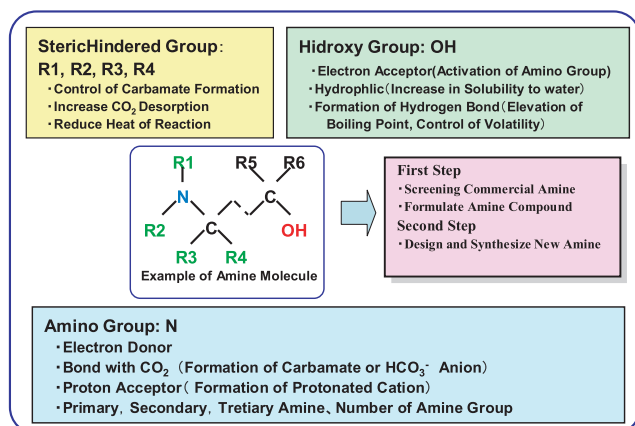 StericHindered Group:
R1, R2, R3, R4
・Control of Carbamate Formation
・Increase CO₂ Desorption
・Reduce Heat of Reaction
Hidroxy Group: OH
・Electron Acceptor(Activation of Amino Group)
・Hydrophlic(Increase in Solubility to water)
・Formation of Hydrogen Bond(Elevation of
Boiling Point, Control of Volatility)
R1 R5 R6
N C
R2 C OH
R3 R4
Example of Amine Molecule
First Step
・Screening Commercial Amine
・Formulate Amine Compound
Second Step
・Design and Synthesize New Amine
Amino Group: N
・Electron Donor
・Bond with CO₂ (Formation of Carbamate or HCO₃⁻ Anion)
・Proton Acceptor( Formation of Protonated Cation)
・Primary, Secondary, Tretiary Amine、Number of Amine Group